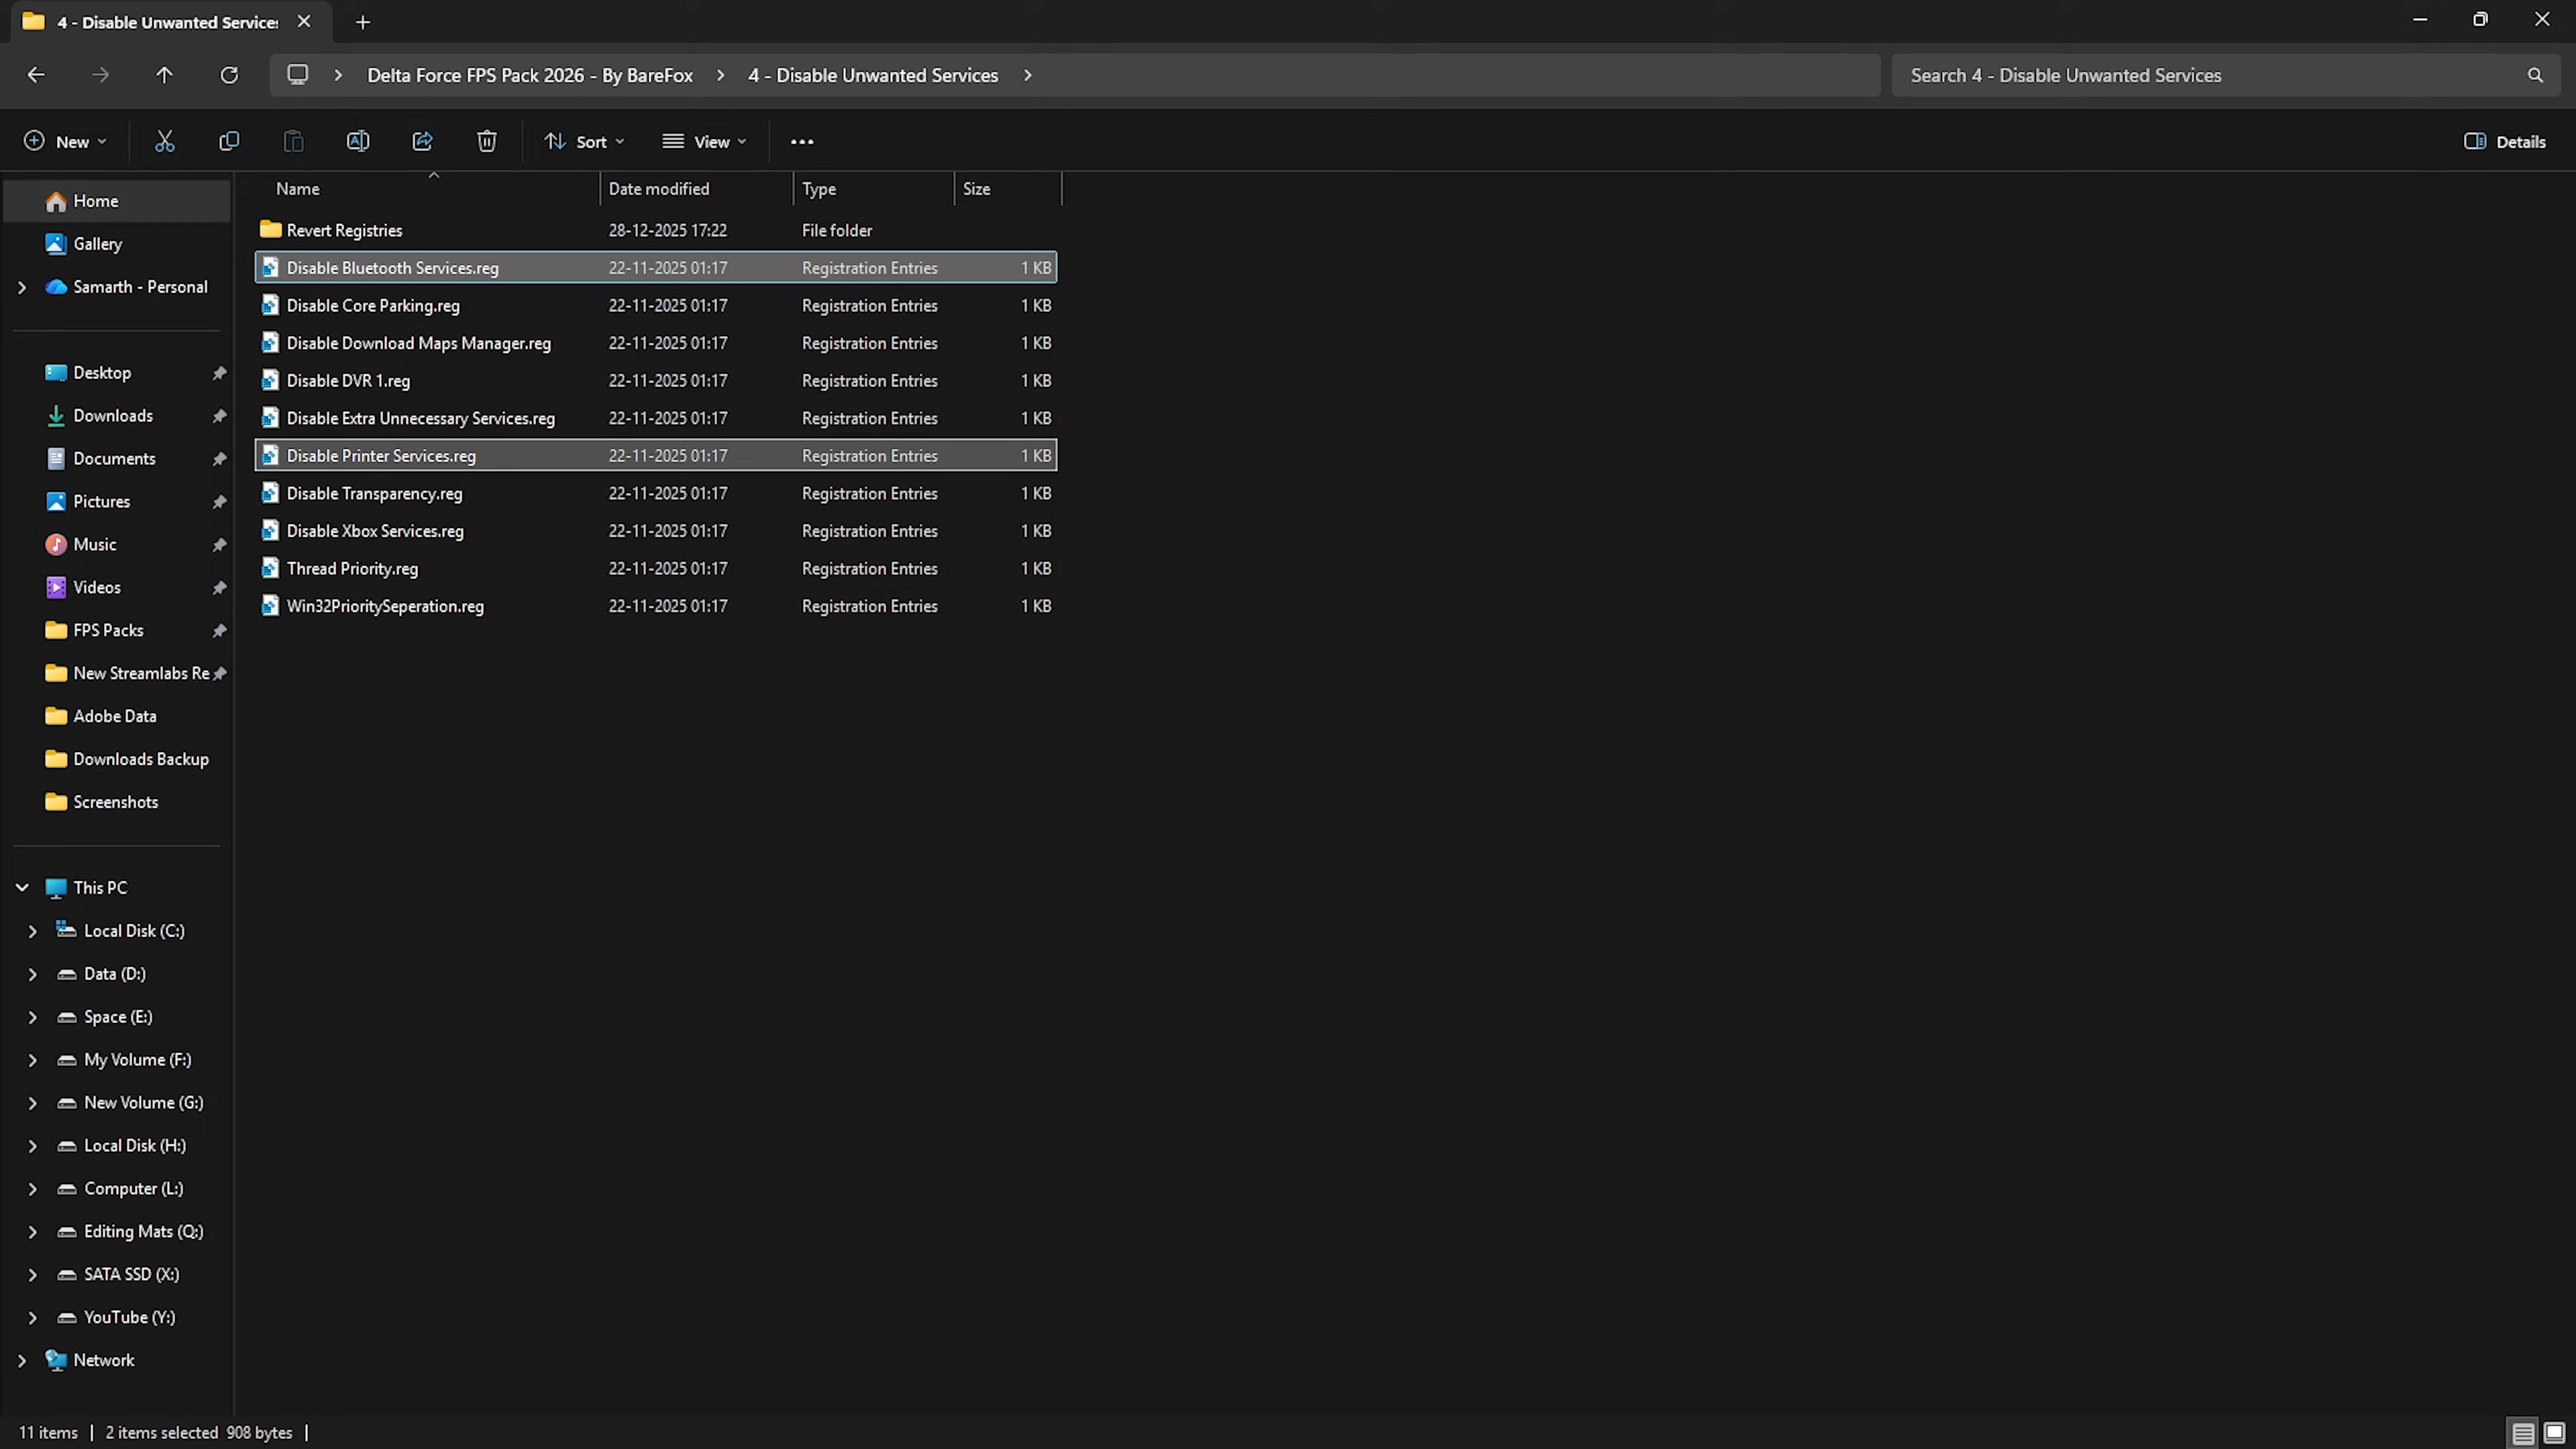 4 - Disable Unwanted Services
Delta Force FPS Pack 2026 - By BareFox > 4 - Disable Unwanted Services >
Search 4 - Disable Unwanted Services
New
Sort
View
Details
Name Date modified Type Size
Revert Registries 28-12-2025 17:22 File folder
Disable Bluetooth Services.reg 22-11-2025 01:17 Registration Entries 1 KB
Disable Core Parking.reg 22-11-2025 01:17 Registration Entries 1 KB
Disable Download Maps Manager.reg 22-11-2025 01:17 Registration Entries 1 KB
Disable DVR 1.reg 22-11-2025 01:17 Registration Entries 1 KB
Disable Extra Unnecessary Services.reg 22-11-2025 01:17 Registration Entries 1 KB
Disable Printer Services.reg 22-11-2025 01:17 Registration Entries 1 KB
Disable Transparency.reg 22-11-2025 01:17 Registration Entries 1 KB
Disable Xbox Services.reg 22-11-2025 01:17 Registration Entries 1 KB
Thread Priority.reg 22-11-2025 01:17 Registration Entries 1 KB
Win32PrioritySeperation.reg 22-11-2025 01:17 Registration Entries 1 KB
Home
Gallery
Samarth - Personal
Desktop
Downloads
Documents
Pictures
Music
Videos
FPS Packs
New Streamlabs Re
Adobe Data
Downloads Backup
Screenshots
This PC
Local Disk (C:)
Data (D:)
Space (E:)
My Volume (F:)
New Volume (G:)
Local Disk (H:)
Computer (L:)
Editing Mats (Q:)
SATA SSD (X:)
YouTube (Y:)
Network
11 items | 2 items selected 908 bytes |